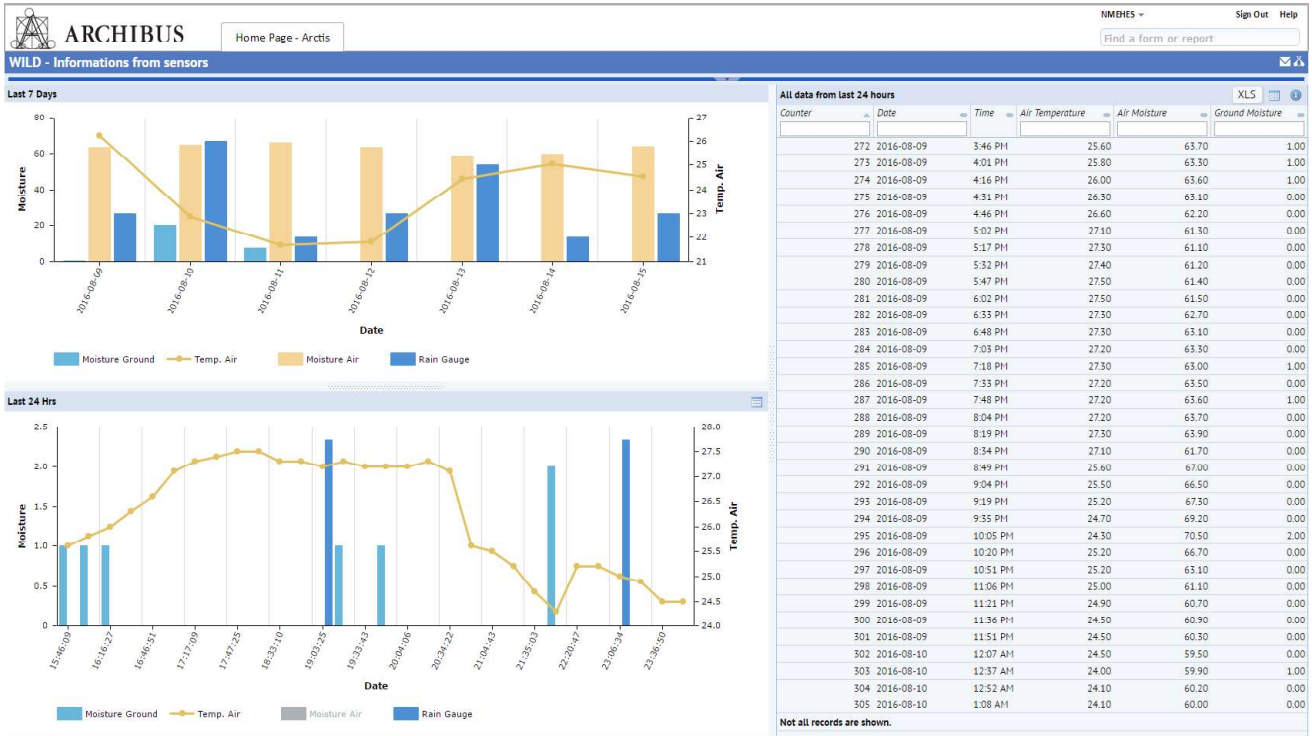 NMEHES
Sign Out Help
ARCHIBUS
Home Page - Arctis
Find a form or report
WILD - Informations from sensors
Last 7 Days
80
60
40
20
0
Moisture
27
26
25
24
23
22
21
Temp. Air
2016-08-09
2016-08-10
2016-08-11
2016-08-12
2016-08-13
2016-08-14
2016-08-15
Date
Moisture Ground Temp. Air Moisture Air Rain Gauge
Last 24 Hrs
2.5
2.0
1.5
1.0
0.5
0
Moisture
28.0
27.5
27.0
26.5
26.0
25.5
25.0
24.5
24.0
Temp. Air
15:46:09
16:16:27
16:46:51
17:17:09
17:47:25
18:33:10
19:03:25
19:33:43
20:04:06
20:34:22
21:04:43
21:35:03
22:20:47
23:06:34
23:36:50
Date
Moisture Ground Temp. Air Moisture Air Rain Gauge
All data from last 24 hours
XLS
Counter Date Time Air Temperature Air Moisture Ground Moisture
272 2016-08-09 3:46 PM 25.60 63.70 1.00
273 2016-08-09 4:01 PM 25.80 63.30 1.00
274 2016-08-09 4:16 PM 26.00 63.60 1.00
275 2016-08-09 4:31 PM 26.30 63.10 0.00
276 2016-08-09 4:46 PM 26.60 62.20 0.00
277 2016-08-09 5:02 PM 27.10 61.30 0.00
278 2016-08-09 5:17 PM 27.30 61.10 0.00
279 2016-08-09 5:32 PM 27.40 61.20 0.00
280 2016-08-09 5:47 PM 27.50 61.40 0.00
281 2016-08-09 6:02 PM 27.50 61.50 0.00
282 2016-08-09 6:33 PM 27.30 62.70 0.00
283 2016-08-09 6:48 PM 27.30 63.10 0.00
284 2016-08-09 7:03 PM 27.20 63.30 0.00
285 2016-08-09 7:18 PM 27.30 63.00 1.00
286 2016-08-09 7:33 PM 27.20 63.50 0.00
287 2016-08-09 7:48 PM 27.20 63.60 1.00
288 2016-08-09 8:04 PM 27.20 63.70 0.00
289 2016-08-09 8:19 PM 27.30 63.90 0.00
290 2016-08-09 8:34 PM 27.10 61.70 0.00
291 2016-08-09 8:49 PM 25.60 67.00 0.00
292 2016-08-09 9:04 PM 25.50 66.50 0.00
293 2016-08-09 9:19 PM 25.20 67.30 0.00
294 2016-08-09 9:35 PM 24.70 69.20 0.00
295 2016-08-09 10:05 PM 24.30 70.50 2.00
296 2016-08-09 10:20 PM 25.20 66.70 0.00
297 2016-08-09 10:51 PM 25.20 63.10 0.00
298 2016-08-09 11:06 PM 25.00 61.10 0.00
299 2016-08-09 11:21 PM 24.90 60.70 0.00
300 2016-08-09 11:36 PM 24.50 60.90 0.00
301 2016-08-09 11:51 PM 24.50 60.30 0.00
302 2016-08-10 12:07 AM 24.50 59.50 0.00
303 2016-08-10 12:37 AM 24.00 59.90 1.00
304 2016-08-10 12:52 AM 24.10 60.20 0.00
305 2016-08-10 1:08 AM 24.10 60.00 0.00
Not all records are shown.